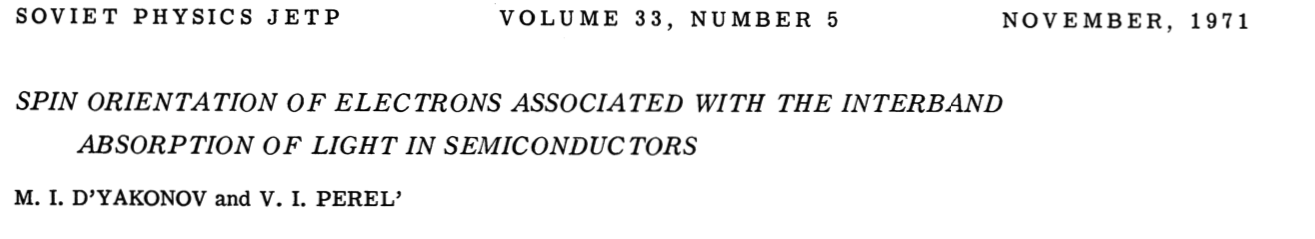 SOVIET PHYSICS JETP VOLUME 33, NUMBER 5 NOVEMBER, 1971
SPIN ORIENTATION OF ELECTRONS ASSOCIATED WITH THE INTERBAND
ABSORPTION OF LIGHT IN SEMICONDUCTORS
M. I. D’YAKONOV and V. I. PEREL’